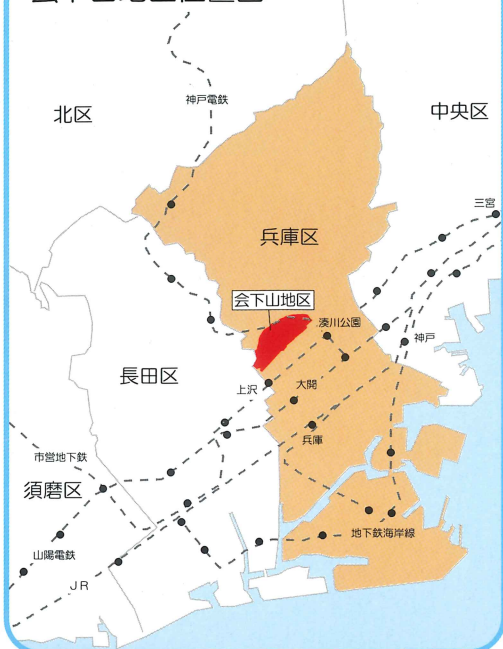 神戸電鉄
北区
中央区
三宮
兵庫区
会下山地区
湊川公園
神戸
長田区
上沢
大開
兵庫
市営地下鉄
須磨区
地下鉄海岸線
山陽電鉄
JR